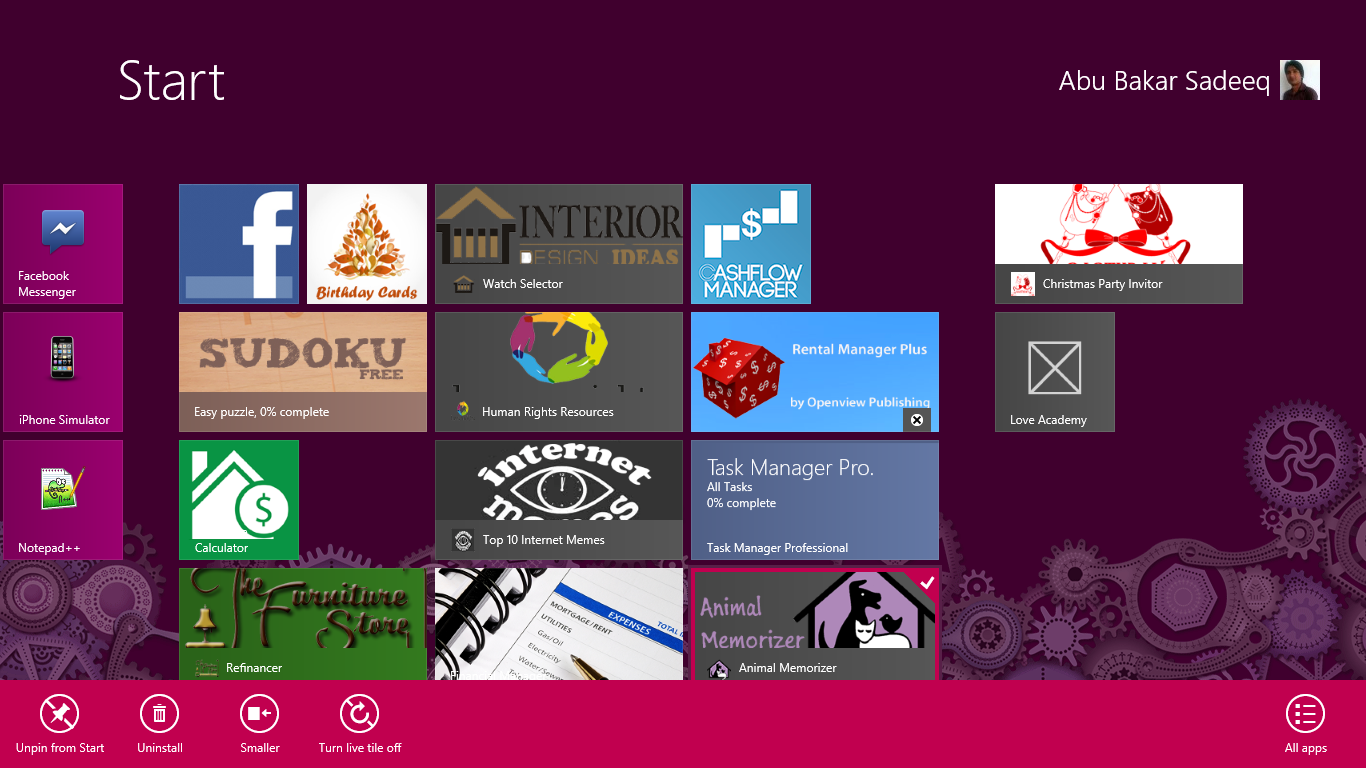 Start
Abu Bakar Sadeeq
Facebook
Messenger
iPhone Simulator
Notepad++
f
Birthday Cards
INTERIOR
DESIGN IDEAS
Watch Selector
$
CASHFLOW
MANAGER
Christmas Party Invitor
SUDOKU
FREE
Easy puzzle, 0% complete
Human Rights Resources
Rental Manager Plus
by Openview Publishing
Love Academy
$
Calculator
internet
memes
Top 10 Internet Memes
Task Manager Pro.
All Tasks
0% complete
Task Manager Professional
The
Furniture
Store
Refinancer
EXPENSES
MORTGAGE/RENT
UTILITIES
Gas/Oil
Electricity
Water/Sewer
Animal
Memorizer
Animal Memorizer
Unpin from Start
Uninstall
Smaller
Turn live tile off
All apps